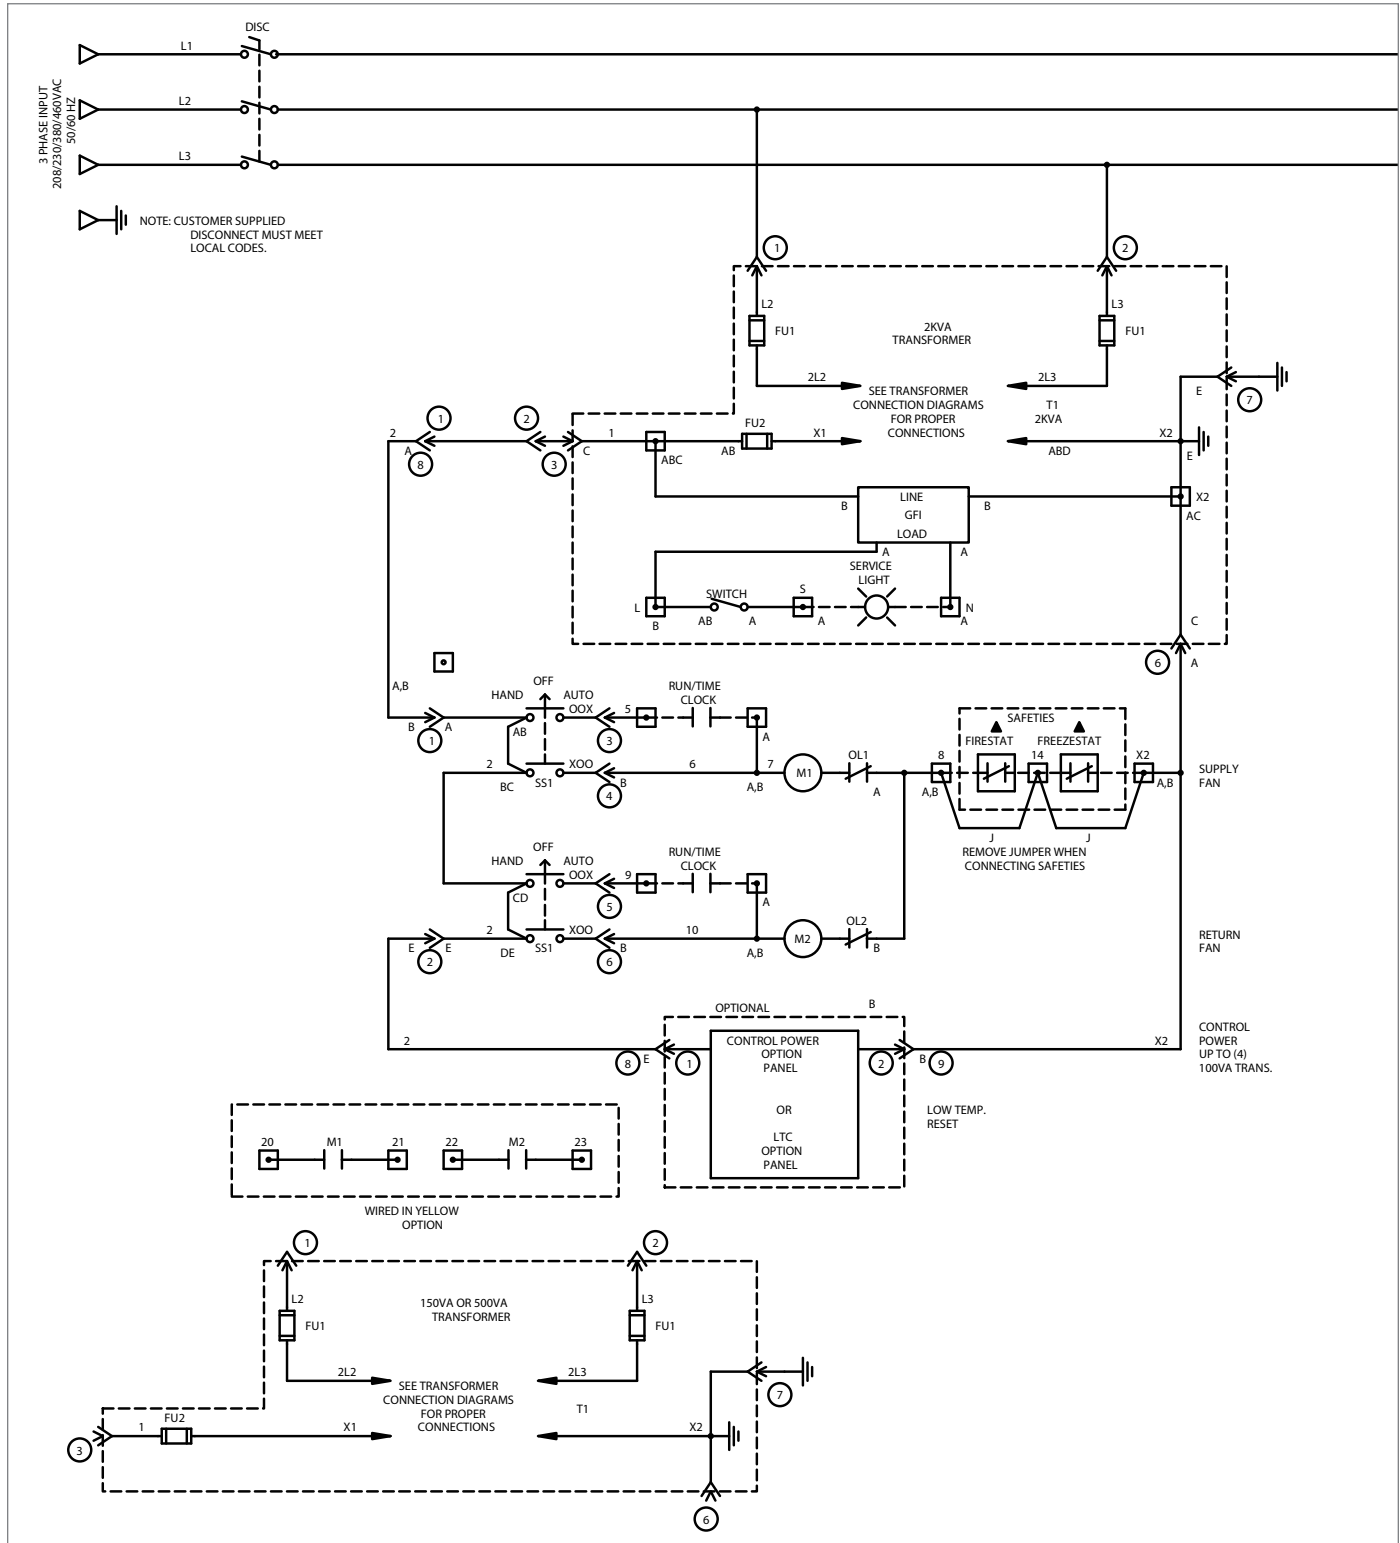 DISC
L1
L2
L3
3 PHASE INPUT
208/230/380/460VAC
50/60 HZ
NOTE: CUSTOMER SUPPLIED
DISCONNECT MUST MEET
LOCAL CODES.
1
2
L2
FU1
2KVA
TRANSFORMER
L3
FU1
2L2
2L3
SEE TRANSFORMER
CONNECTION DIAGRAMS
FOR PROPER
CONNECTIONS
T1
2KVA
E
7
2
A
1
8
2
3
C
1
ABC
AB
FU2
X1
ABD
X2
E
B
LINE
GFI
LOAD
B
X2
AC
A
A
SERVICE
LIGHT
L
B
SWITCH
AB
A
S
A
N
A
C
6
A
A,B
B
A
1
HAND
OFF
AUTO
OOX
AB
3
5
RUN/TIME
CLOCK
A
2
BC
SS1
XOO
B
4
6
A,B
7
M1
OL1
A
8
A,B
SAFETIES
FIRESTAT
14
FREEZESTAT
X2
A,B
J
J
REMOVE JUMPER WHEN
CONNECTING SAFETIES
SUPPLY
FAN
HAND
OFF
AUTO
OOX
CD
5
9
RUN/TIME
CLOCK
A
E
E
2
2
DE
SS1
XOO
B
6
10
A,B
M2
OL2
B
RETURN
FAN
OPTIONAL
B
2
8
E
1
CONTROL POWER
OPTION
PANEL
OR
LTC
OPTION
PANEL
2
B
9
X2
LOW TEMP.
RESET
CONTROL
POWER
UP TO (4)
100VA TRANS.
20
M1
21
22
M2
23
WIRED IN YELLOW
OPTION
1
2
L2
FU1
150VA OR 500VA
TRANSFORMER
L3
FU1
2L2
2L3
SEE TRANSFORMER
CONNECTION DIAGRAMS
FOR PROPER
CONNECTIONS
T1
7
3
1
FU2
X1
X2
6